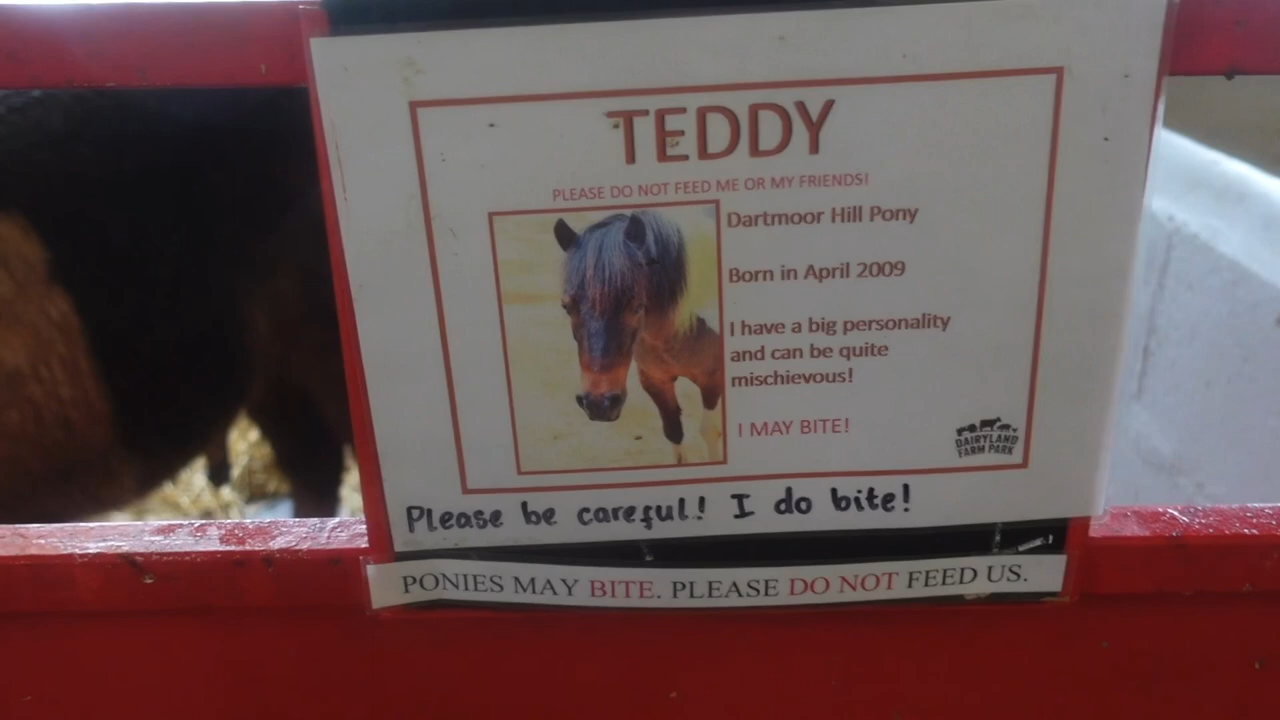 TEDDY
PLEASE DO NOT FEED ME OR MY FRIENDS!
Dartmoor Hill Pony
Born in April 2009
I have a big personality
and can be quite
mischievous!
I MAY BITE!
DAIRYLAND
FARM PARK
Please be careful! I do bite!
PONIES MAY BITE. PLEASE DO NOT FEED US.